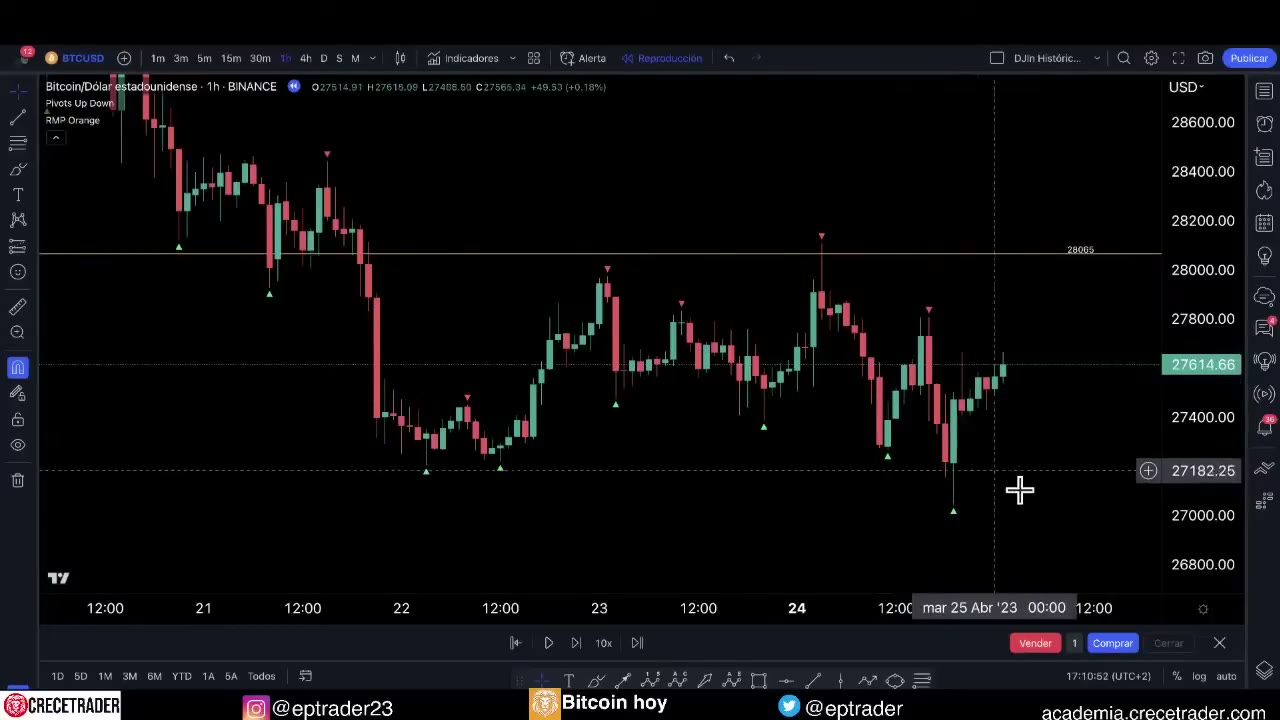 12
BTCUSD
1m 3m 5m 15m 30m 1h 4h D S M
Indicadores
Alerta
Reproducción
DJIn Históric...
Publicar
Bitcoin/Dólar estadounidense · 1h · BINANCE
O27514.91 H27615.09 L27488.50 C27565.34 +49.53 (+0.18%)
Pivots Up Down
RMP Orange
USD
28600.00
28400.00
28200.00
28065
28000.00
27800.00
27614.66
27400.00
27182.25
27000.00
26800.00
4
36
12:00 21 12:00 22 12:00 23 12:00 24 12:00 mar 25 Abr '23 00:00 12:00
10x
Vender 1 Comprar Cerrar
1D 5D 1M 3M 6M YTD 1A 5A Todos
17:10:52 (UTC+2) % log auto
CRECETRADER
@eptrader23
Bitcoin hoy
@eptrader
academia.crecetrader.com